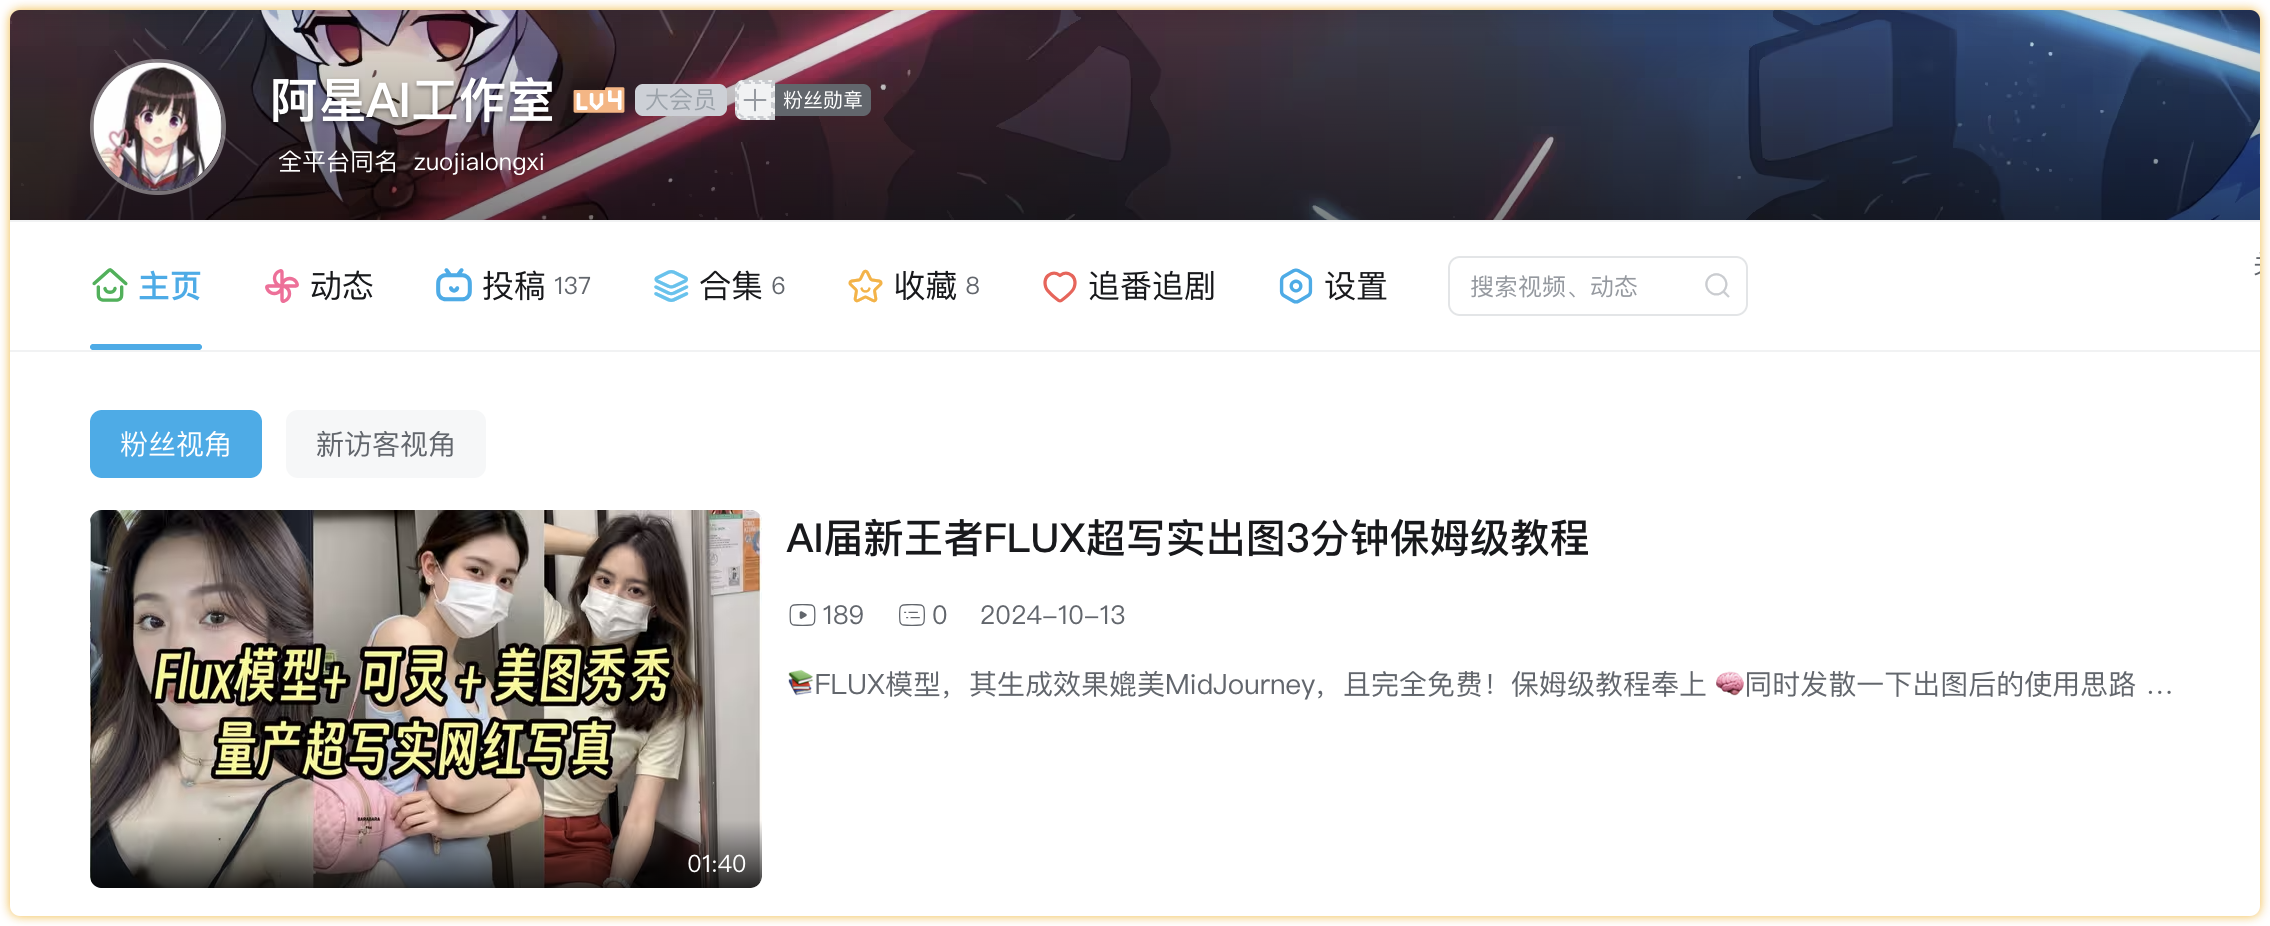 阿星AI工作室 LV4 大会员 粉丝勋章
全平台同名 zuojialongxi
主页 动态 投稿 137 合集 6 收藏 8 追番追剧 设置 搜索视频、动态
粉丝视角 新访客视角
AI届新王者FLUX超写实出图3分钟保姆级教程
189 0 2024-10-13
📚FLUX模型，其生成效果媲美MidJourney，且完全免费！保姆级教程奉上 🧠同时发散一下出图后的使用思路 …
Flux模型+ 可灵 + 美图秀秀
量产超写实网红写真
01:40